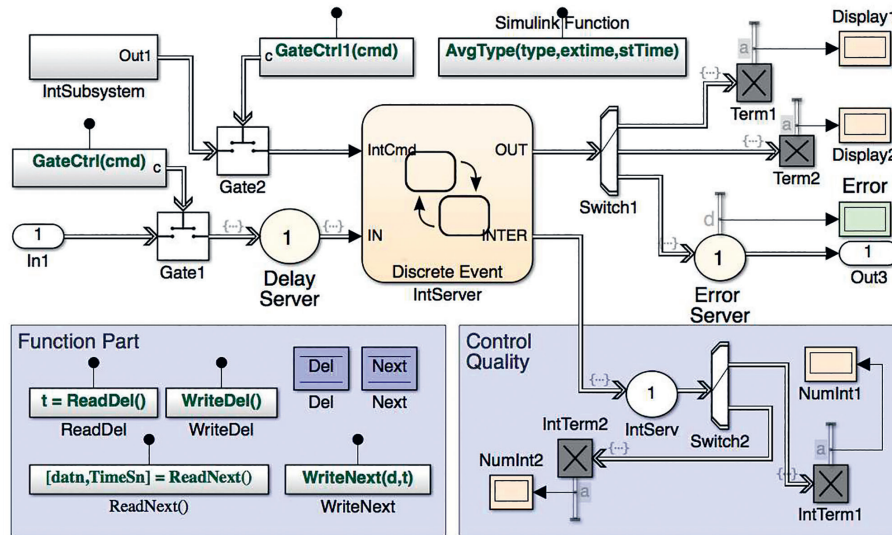 Simulink Function
Display1
Out1
GateCtrl1(cmd)
c
AvgType(type,extime,stTime)
a
IntSubsystem
{...}
Term1
a
Display2
GateCtrl(cmd)
c
Gate2
IntCmd
OUT
{...}
Term2
Switch1
Error
1
In1
Gate1
{...}
1
{...}
IN
INTER
d
{...}
1
1
Out3
Delay
Server
Discrete Event
IntServer
Error
Server
Function Part
Control
Quality
Del
Next
Del
Next
t = ReadDel()
WriteDel()
ReadDel
WriteDel
{...}
1
IntServ
Switch2
{...}
NumInt1
IntTerm2
{...}
a
[datn,TimeSn] = ReadNext()
WriteNext(d,t)
ReadNext()
WriteNext
NumInt2
a
{...}
IntTerm1